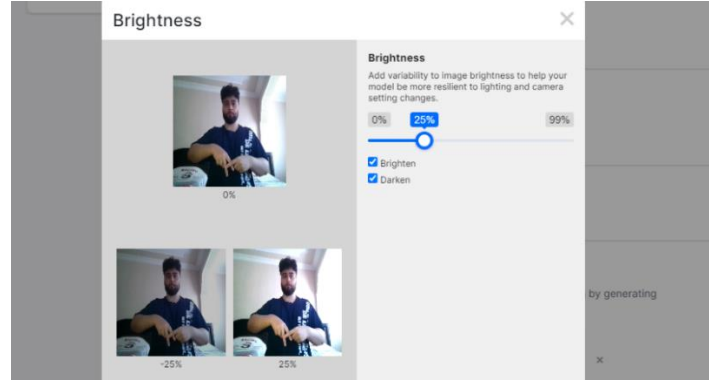 Brightness
×
Brightness
Add variability to image brightness to help your
model be more resilient to lighting and camera
setting changes.
0% 25% 99%
Brighten
Darken
0%
-25% 25%
by generating
×